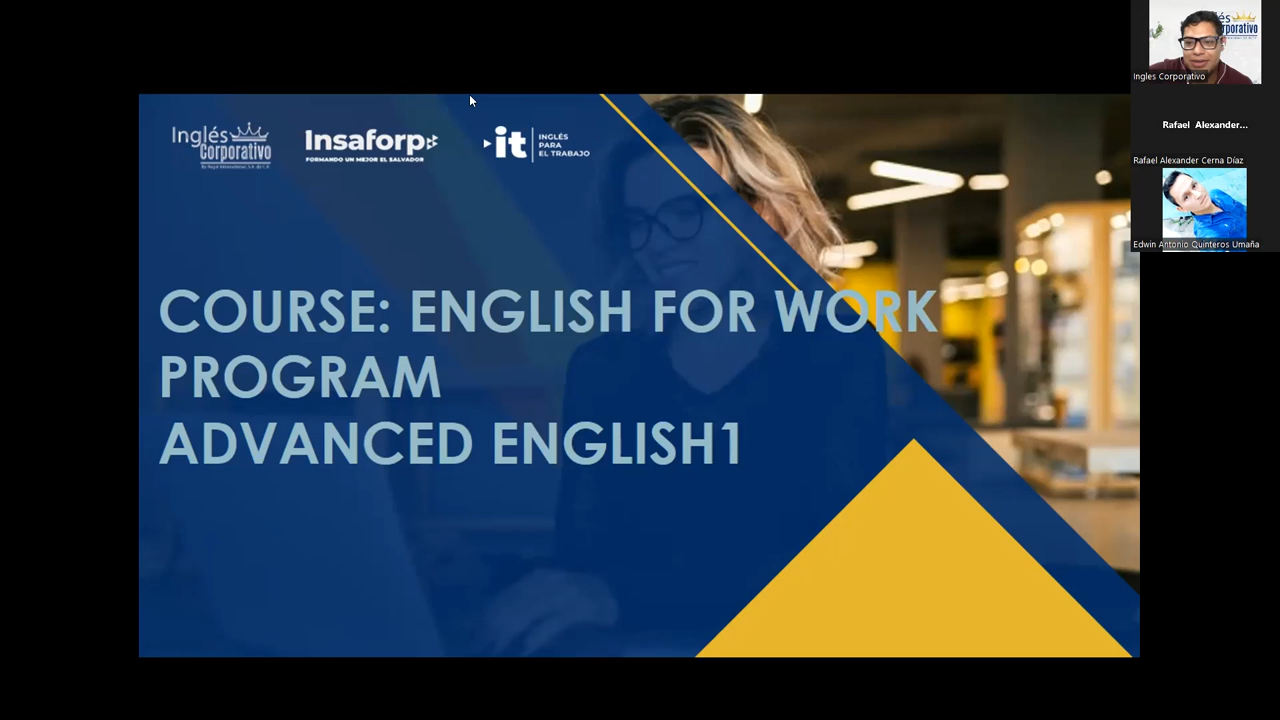 Inglés
Corporativo
Insaforp
FORMANDO UN MEJOR EL SALVADOR
it
INGLÉS
PARA
EL TRABAJO
COURSE: ENGLISH FOR WORK
PROGRAM
ADVANCED ENGLISH1
Ingles Corporativo
Rafael Alexander...
Rafael Alexander Cerna Díaz
Edwin Antonio Quinteros Umaña